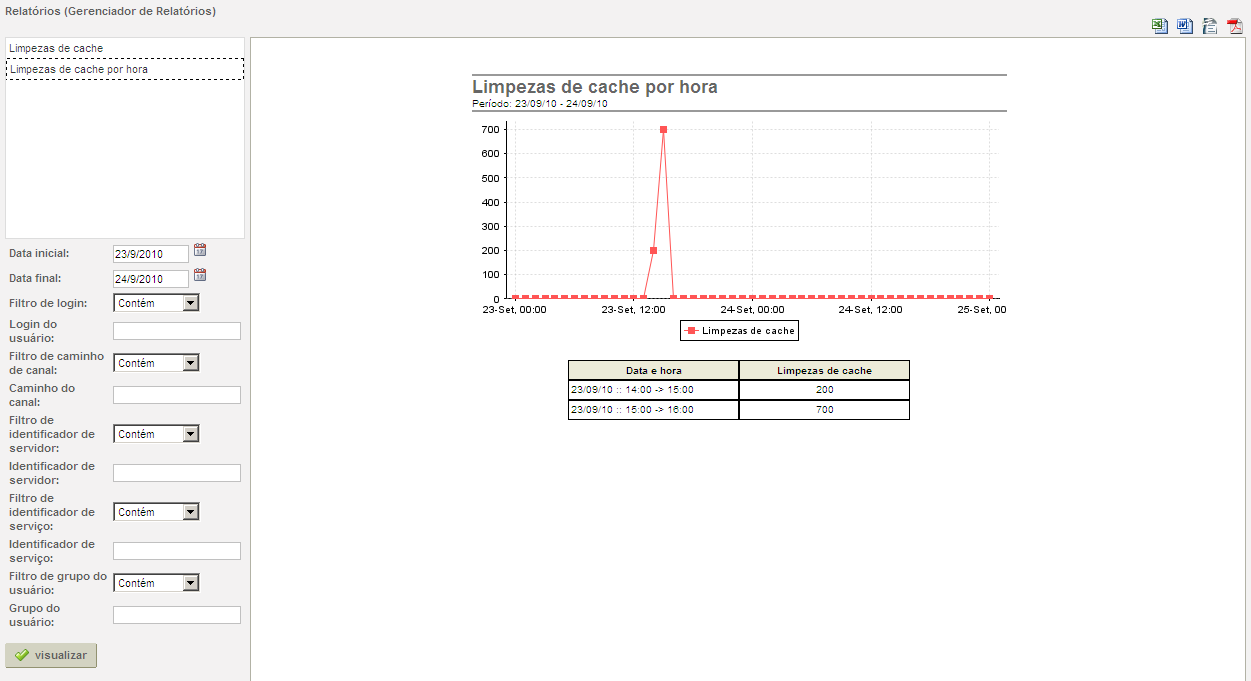 Relatórios (Gerenciador de Relatórios)
Limpezas de cache
Limpezas de cache por hora
Data inicial: 23/9/2010
Data final: 24/9/2010
Filtro de login: Contém
Login do
usuário:
Filtro de caminho
de canal: Contém
Caminho do
canal:
Filtro de
identificador de
servidor: Contém
Identificador de
servidor:
Filtro de
identificador de
serviço: Contém
Identificador de
serviço:
Filtro de grupo do
usuário: Contém
Grupo do
usuário:
visualizar
Limpezas de cache por hora
Período: 23/09/10 - 24/09/10
700
600
500
400
300
200
100
0
23-Set, 00:00 23-Set, 12:00 24-Set, 00:00 24-Set, 12:00 25-Set, 00
Limpezas de cache
Data e hora Limpezas de cache
23/09/10 :: 14:00 -> 15:00 200
23/09/10 :: 15:00 -> 16:00 700